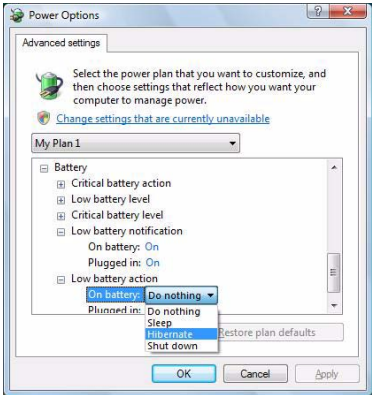 Power Options
Advanced settings
Select the power plan that you want to customize, and
then choose settings that reflect how you want your
computer to manage power.
Change settings that are currently unavailable
My Plan 1
Battery
Critical battery action
Low battery level
Critical battery level
Low battery notification
On battery: On
Plugged in: On
Low battery action
On battery: Do nothing
Plugged in:
Do nothing
Sleep
Hibernate
Shut down
Restore plan defaults
OK
Cancel
Apply